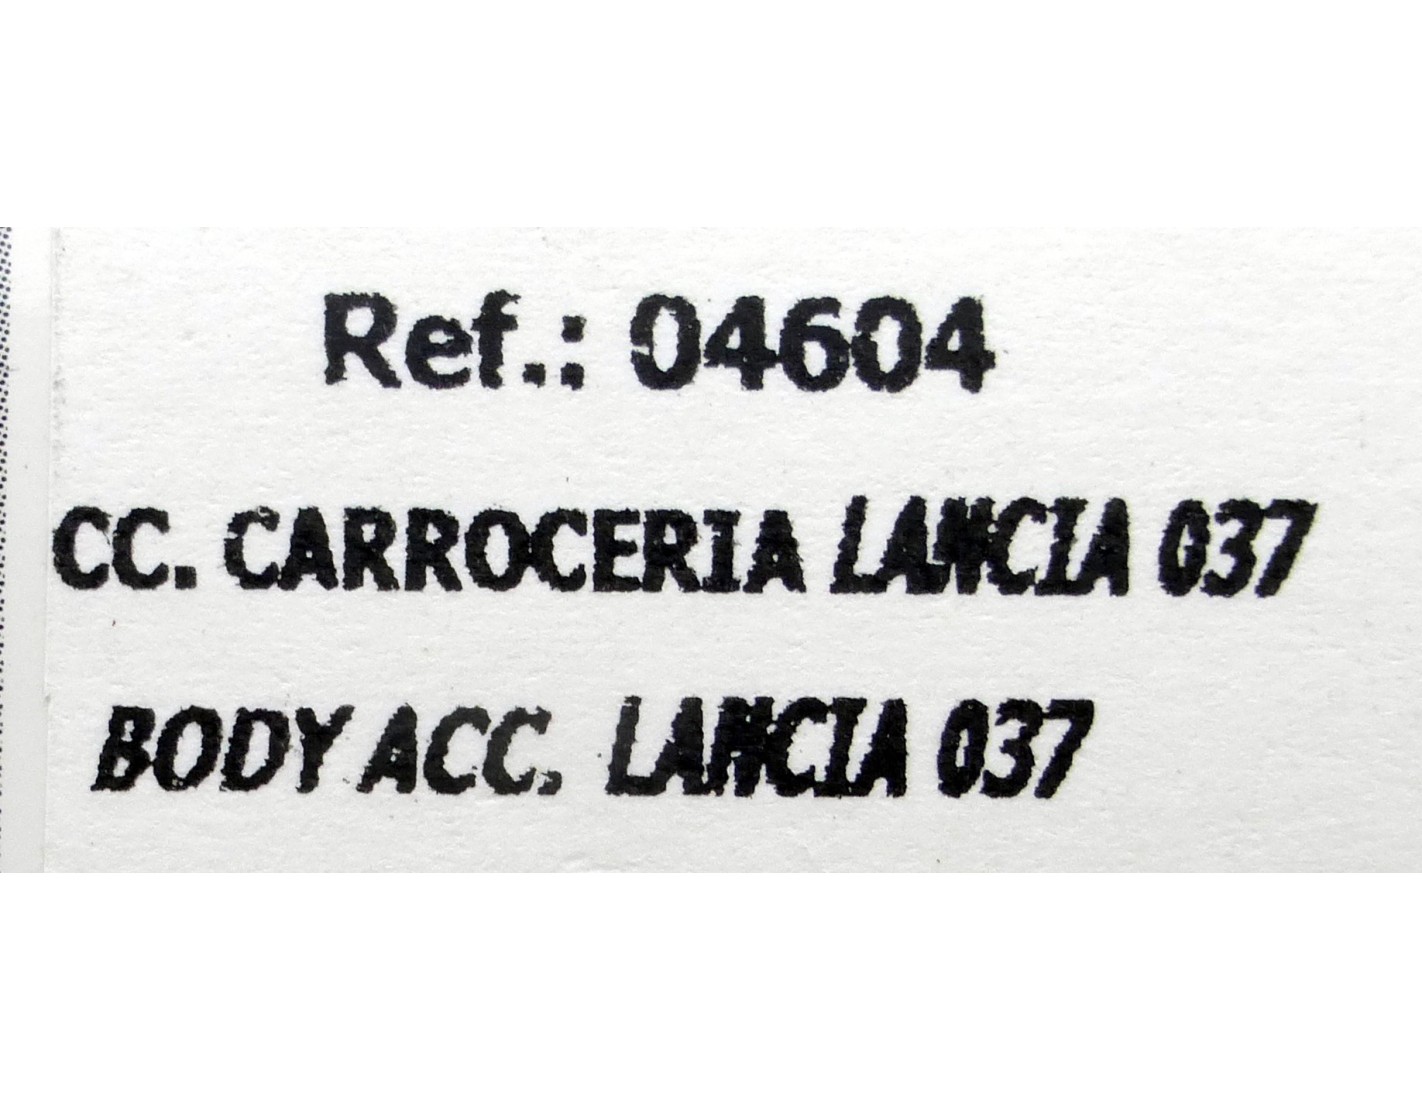 Ref.: 04604
CC. CARROCERIA LANCIA 037
BODY ACC. LANCIA 037